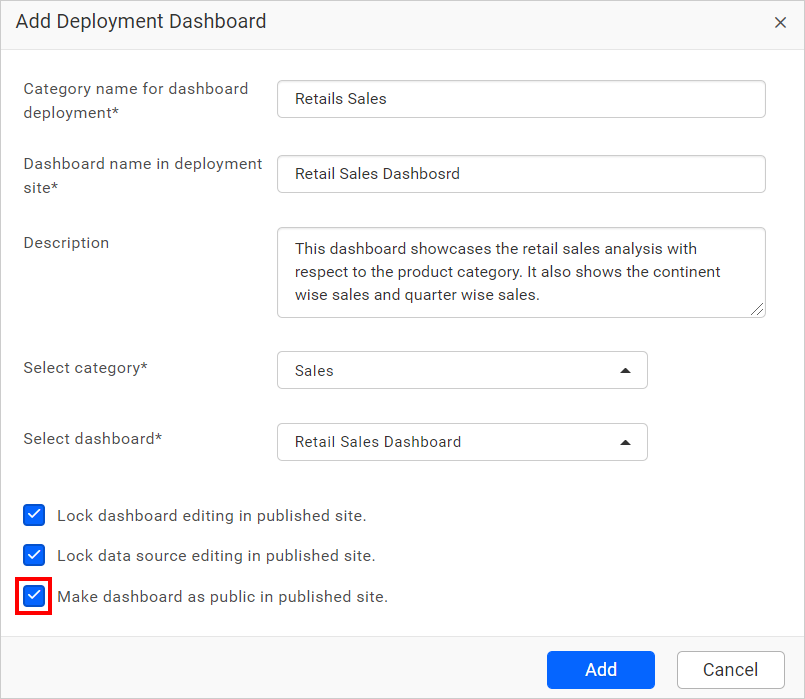 Add Deployment Dashboard
Category name for dashboard
deployment*
Retails Sales
Dashboard name in deployment
site*
Retail Sales Dashbosrd
Description
This dashboard showcases the retail sales analysis with
respect to the product category. It also shows the continent
wise sales and quarter wise sales.
Select category*
Sales
Select dashboard*
Retail Sales Dashboard
Lock dashboard editing in published site.
Lock data source editing in published site.
Make dashboard as public in published site.
Add
Cancel